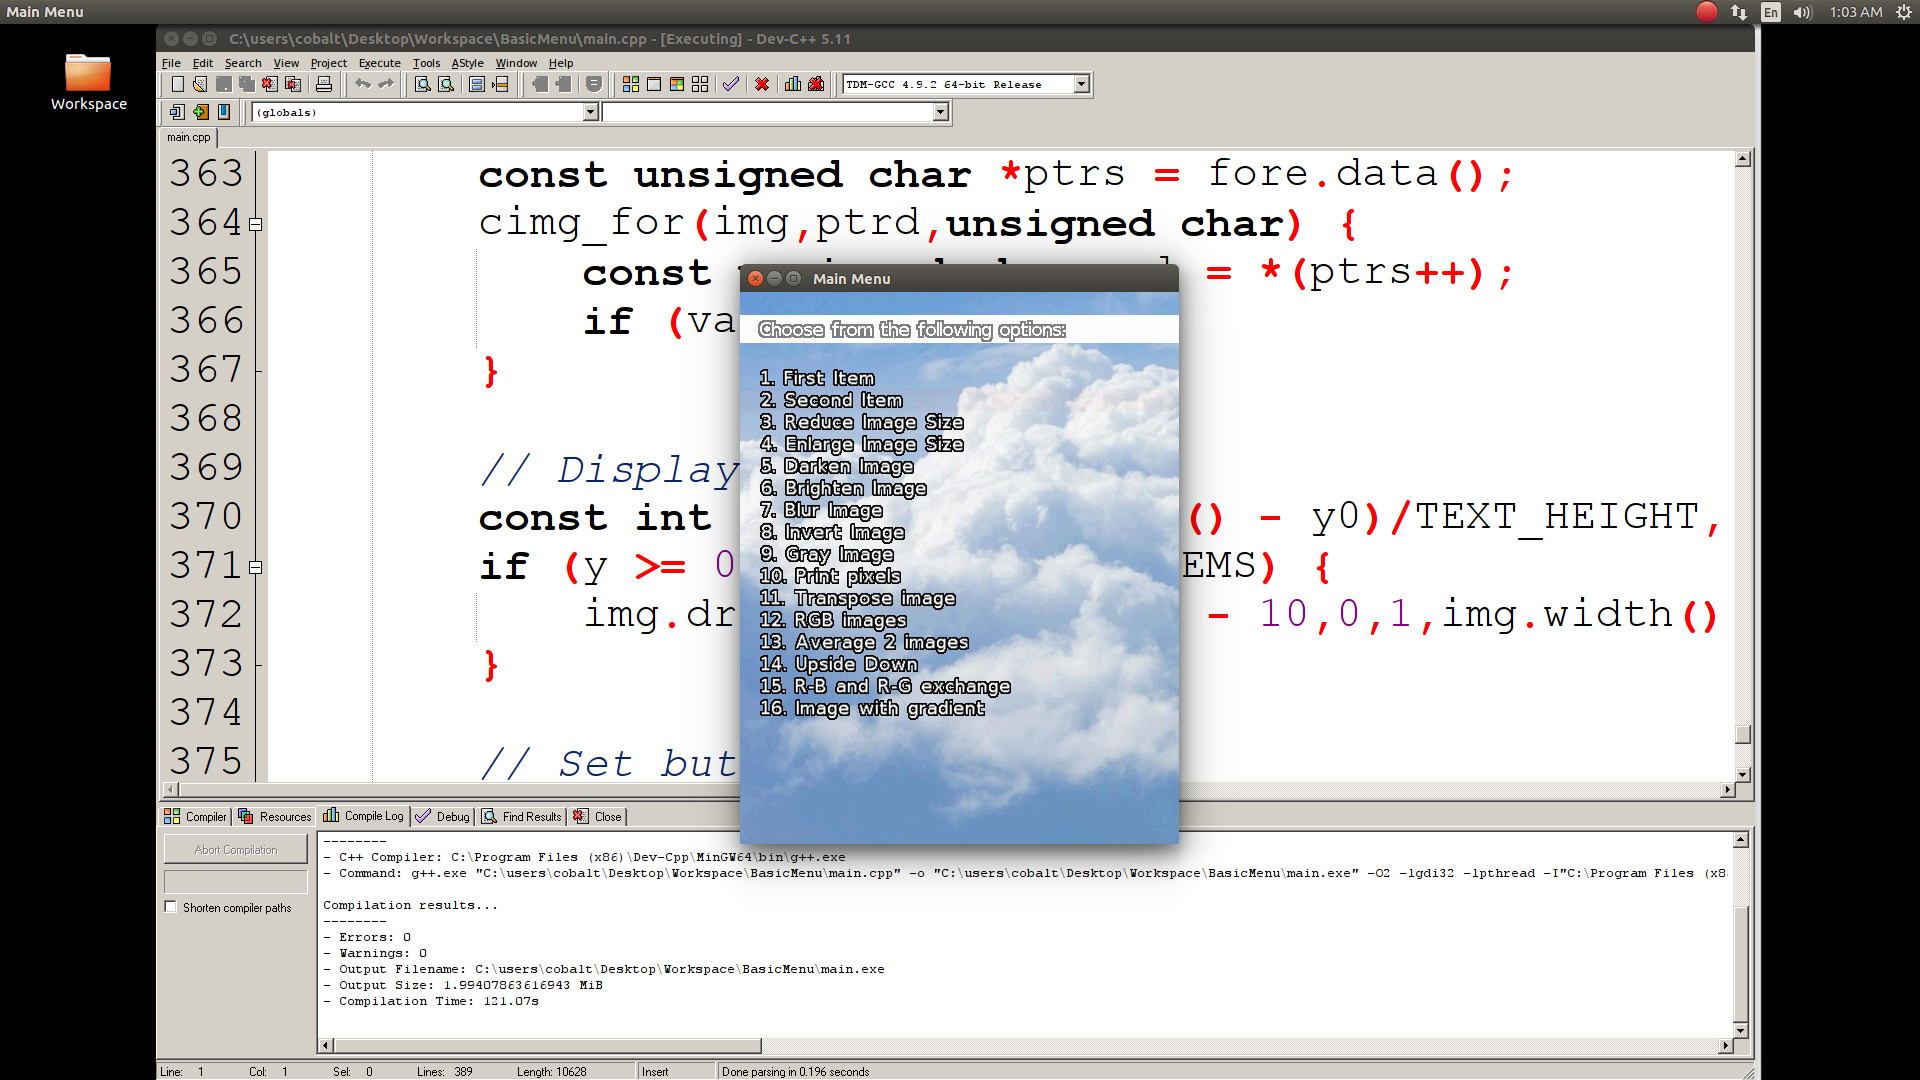 Main Menu
En
1:03 AM
Workspace
C:\users\cobalt\Desktop\Workspace\BasicMenu\main.cpp - [Executing] - Dev-C++ 5.11
File Edit Search View Project Execute Tools AStyle Window Help
TDM-GCC 4.9.2 64-bit Release
(globals)
main.cpp
363 const unsigned char *ptrs = fore.data();
364 cimg_for(img,ptrd,unsigned char) {
365 const = *(ptrs++);
366 if (va
367 }
368
369 // Display
370 const int () - y0)/TEXT_HEIGHT,
371 if (y >= 0 EMS) {
372 img.dr - 10,0,1,img.width()
373 }
374
375 // Set but
Main Menu
Choose from the following options:
1. First Item
2. Second Item
3. Reduce Image Size
4. Enlarge Image Size
5. Darken Image
6. Brighten Image
7. Blur Image
8. Invert Image
9. Gray Image
10. Print pixels
11. Transpose image
12. RGB images
13. Average 2 images
14. Upside Down
15. R-B and R-G exchange
16. Image with gradient
Compiler Resources Compile Log Debug Find Results Close
Abort Compilation
Shorten compiler paths
--------
- C++ Compiler: C:\Program Files (x86)\Dev-Cpp\MinGW64\bin\g++.exe
- Command: g++.exe "C:\users\cobalt\Desktop\Workspace\BasicMenu\main.cpp" -o "C:\users\cobalt\Desktop\Workspace\BasicMenu\main.exe" -O2 -lgdi32 -lpthread -I"C:\Program Files (x8
Compilation results...
--------
- Errors: 0
- Warnings: 0
- Output Filename: C:\users\cobalt\Desktop\Workspace\BasicMenu\main.exe
- Output Size: 1.99407863616943 MiB
- Compilation Time: 121.07s
Line: 1 Col: 1 Sel: 0 Lines: 389 Length: 10628 Insert Done parsing in 0.196 seconds